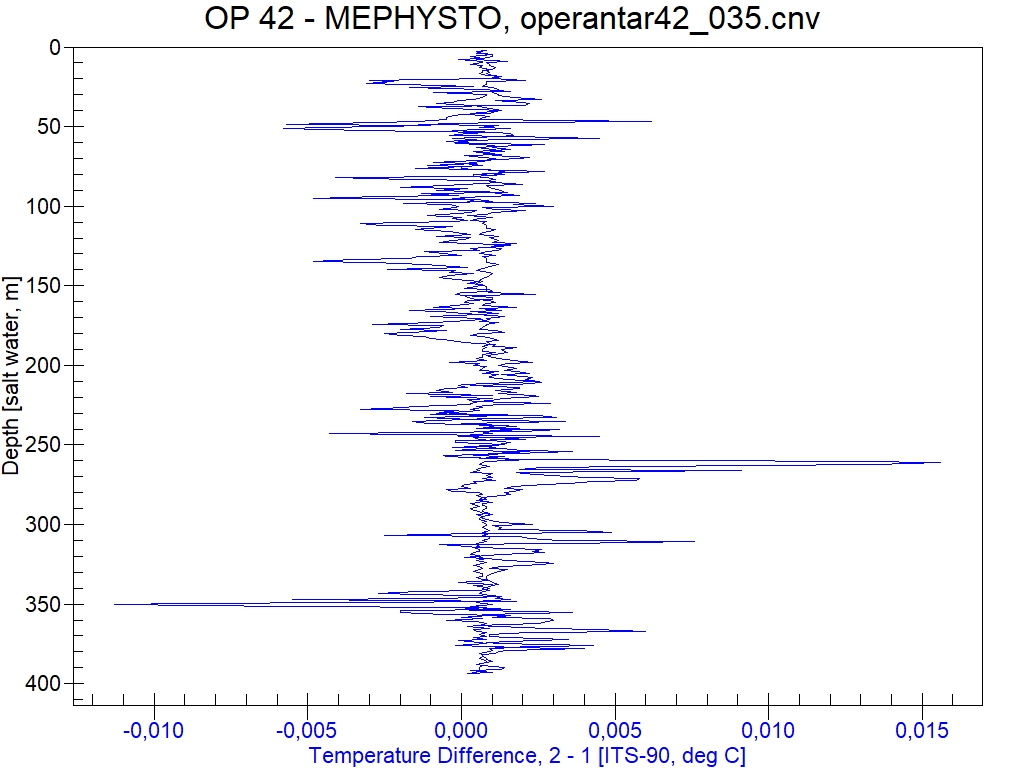 OP 42 - MEPHYSTO, operantar42_035.cnv
0
50
100
150
200
250
300
350
400
Depth [salt water, m]
-0,010 -0,005 0,000 0,005 0,010 0,015
Temperature Difference, 2 - 1 [ITS-90, deg C]